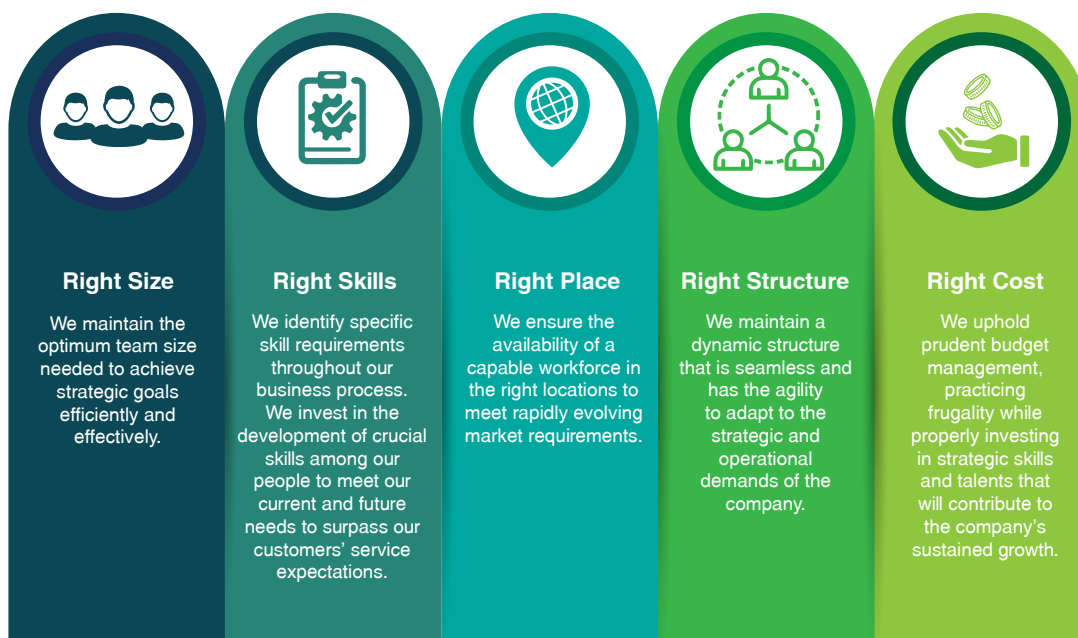 Right Size
We maintain the
optimum team size
needed to achieve
strategic goals
efficiently and
effectively.
Right Skills
We identify specific
skill requirements
throughout our
business process.
We invest in the
development of crucial
skills among our
people to meet our
current and future
needs to surpass our
customers’ service
expectations.
Right Place
We ensure the
availability of a
capable workforce in
the right locations to
meet rapidly evolving
market requirements.
Right Structure
We maintain a
dynamic structure
that is seamless and
has the agility
to adapt to the
strategic and
operational
demands of the
company.
Right Cost
We uphold
prudent budget
management,
practicing
frugality while
properly investing
in strategic skills
and talents that
will contribute to
the company’s
sustained growth.